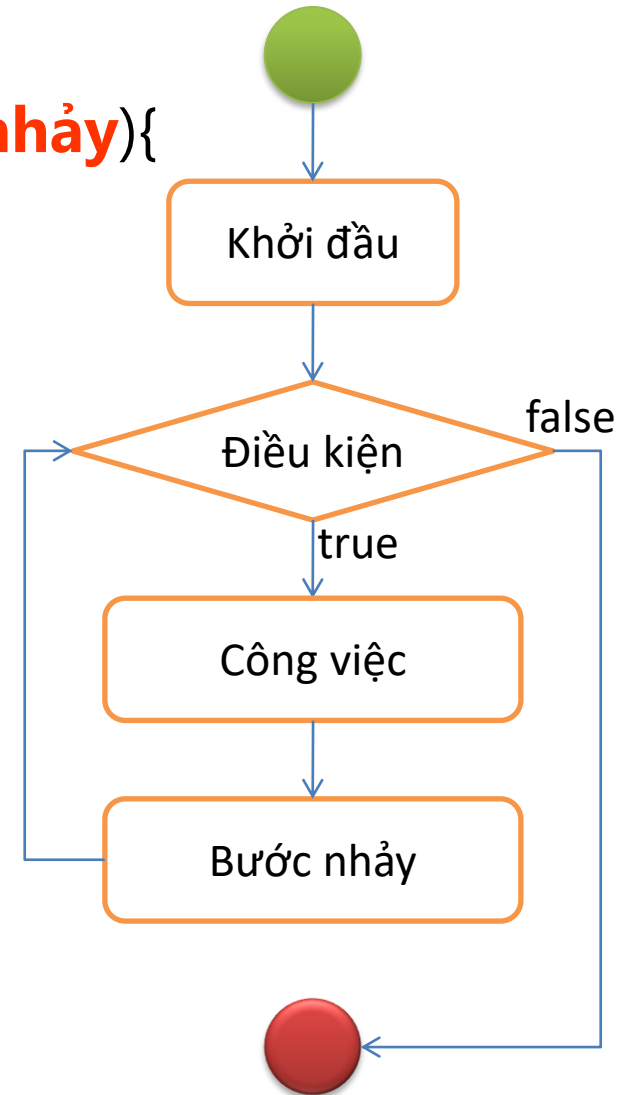 nhảy){
Khởi đầu
Điều kiện
false
true
Công việc
Bước nhảy